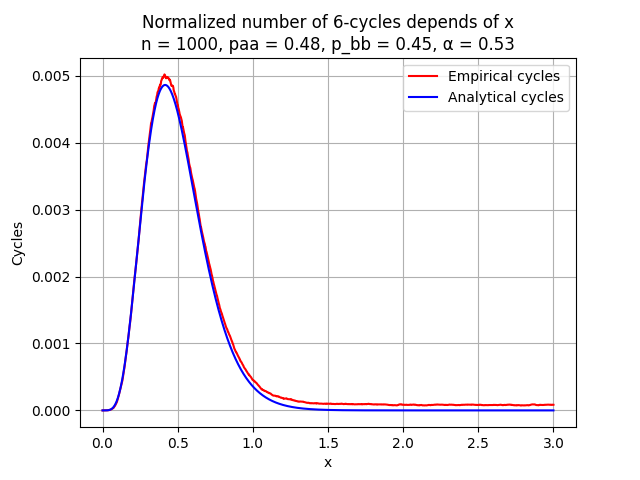 Normalized number of 6-cycles depends of x
n = 1000, paa = 0.48, p_bb = 0.45, α = 0.53
Empirical cycles
Analytical cycles
0.005
0.004
0.003
0.002
0.001
0.000
Cycles
0.0 0.5 1.0 1.5 2.0 2.5 3.0
x